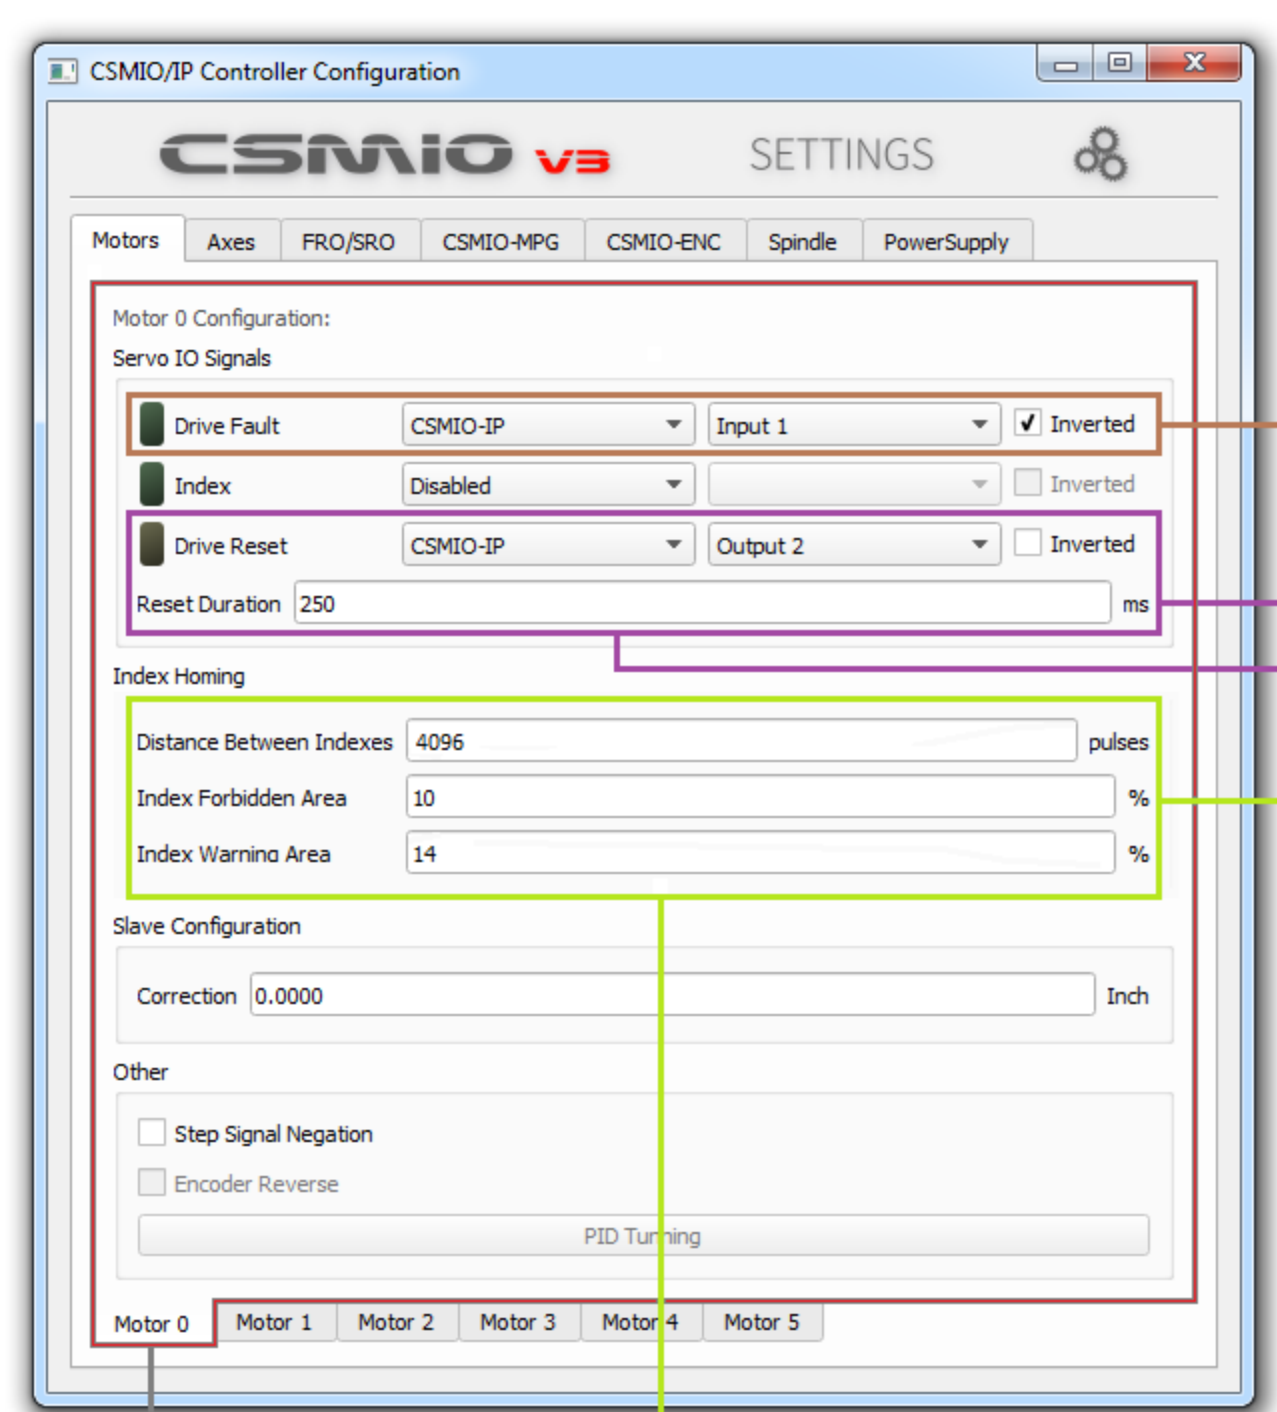 CSMIO/IP Controller Configuration
CSMIO v3 SETTINGS
Motors Axes FRO/SRO CSMIO-MPG CSMIO-ENC Spindle PowerSupply
Motor 0 Configuration:
Servo IO Signals
Drive Fault CSMIO-IP Input 1 Inverted
Index Disabled Inverted
Drive Reset CSMIO-IP Output 2 Inverted
Reset Duration 250 ms
Index Homing
Distance Between Indexes 4096 pulses
Index Forbidden Area 10 %
Index Warning Area 14 %
Slave Configuration
Correction 0.0000 Inch
Other
Step Signal Negation
Encoder Reverse
PID Tunning
Motor 0 Motor 1 Motor 2 Motor 3 Motor 4 Motor 5